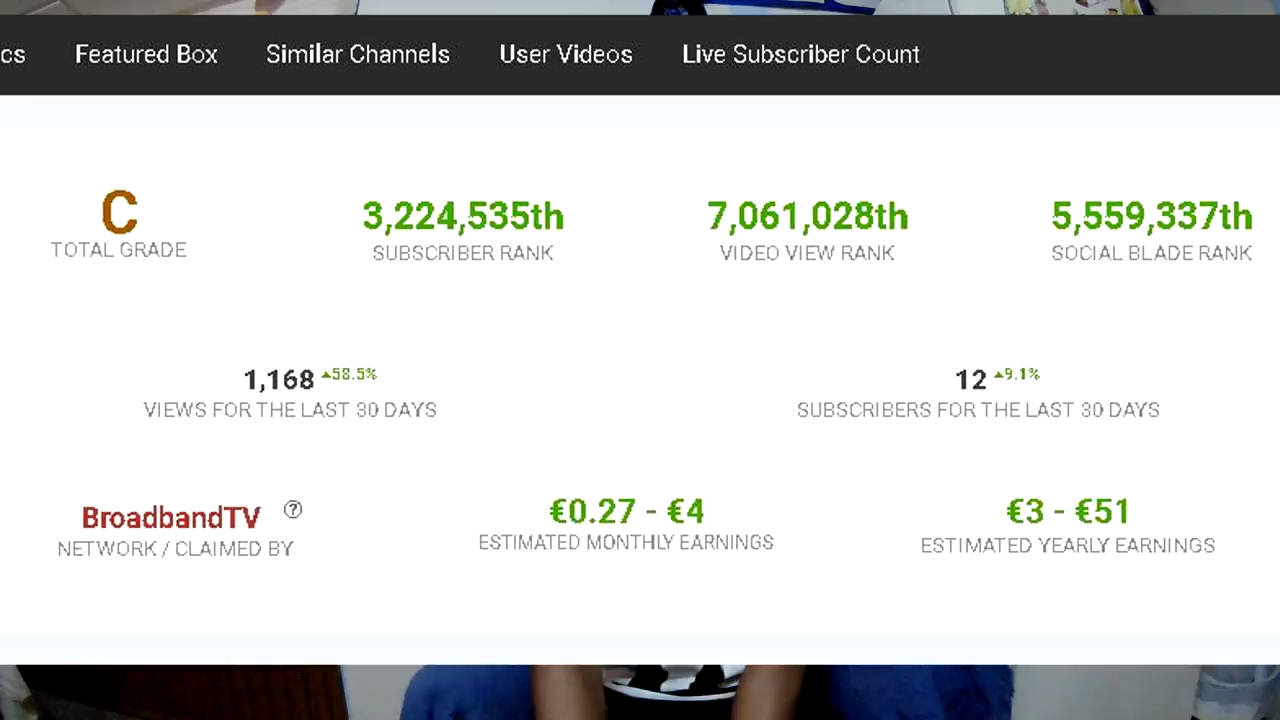 cs Featured Box Similar Channels User Videos Live Subscriber Count
C 3,224,535th 7,061,028th 5,559,337th
TOTAL GRADE SUBSCRIBER RANK VIDEO VIEW RANK SOCIAL BLADE RANK
1,168 ▲58.5% 12 ▲9.1%
VIEWS FOR THE LAST 30 DAYS SUBSCRIBERS FOR THE LAST 30 DAYS
BroadbandTV ? €0.27 - €4 €3 - €51
NETWORK / CLAIMED BY ESTIMATED MONTHLY EARNINGS ESTIMATED YEARLY EARNINGS